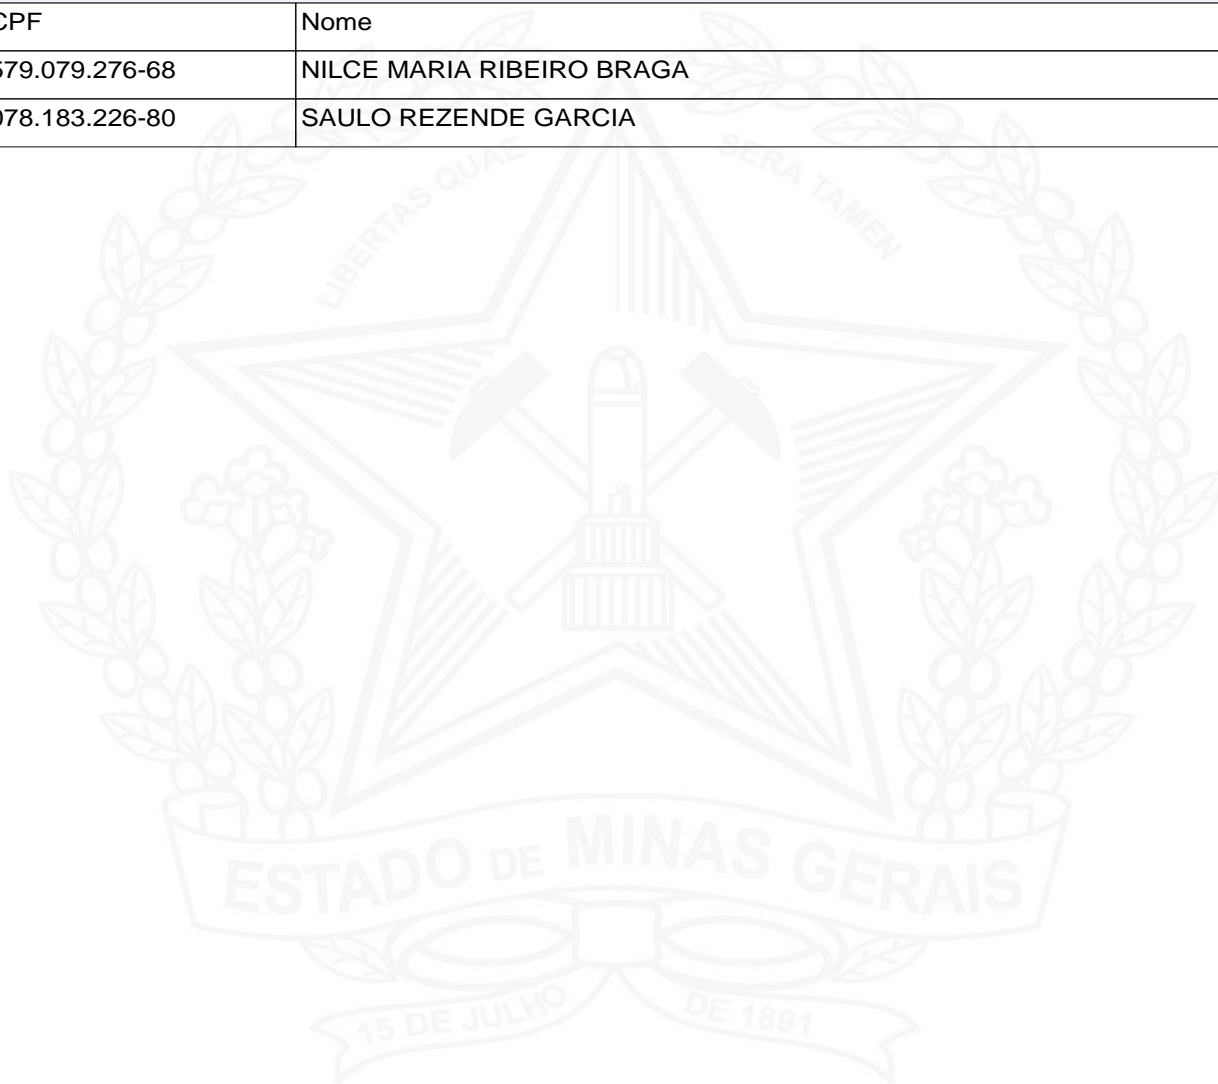 CPF Nome
579.079.276-68 NILCE MARIA RIBEIRO BRAGA
078.183.226-80 SAULO REZENDE GARCIA
LIBERTAS QUAE SERA TAMEN
ESTADO DE MINAS GERAIS
15 DE JULHO DE 1891